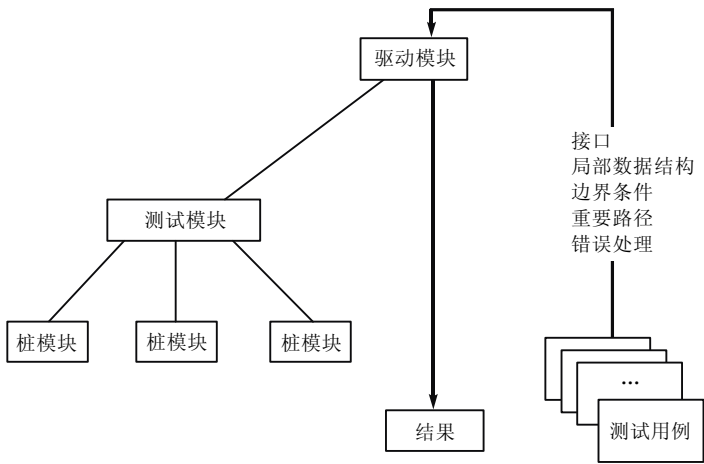 驱动模块
接口
局部数据结构
边界条件
重要路径
错误处理
测试模块
桩模块
桩模块
桩模块
…
结果
测试用例